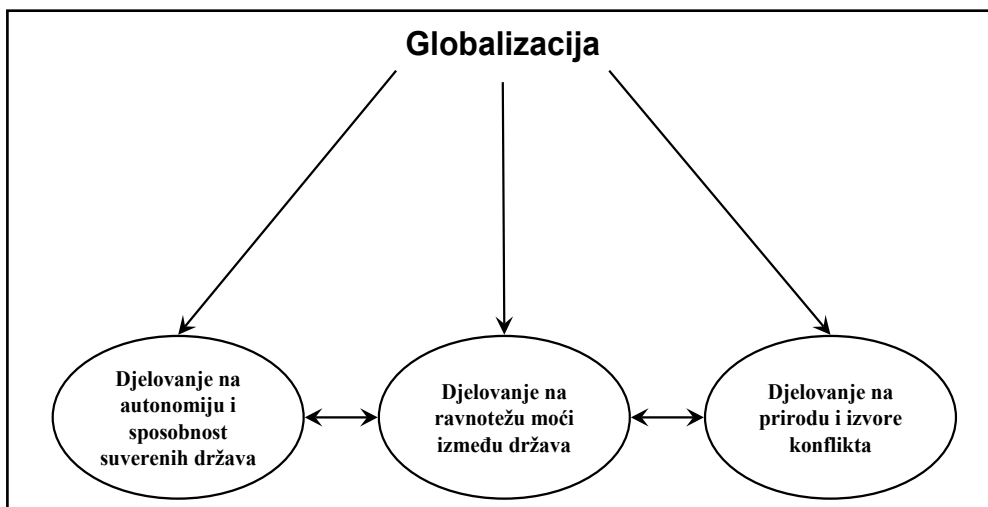 Globalizacija
Djelovanje na
autonomiju i
sposobnost
suverenih država
Djelovanje na
ravnotežu moći
između država
Djelovanje na
prirodu i izvore
konflikta